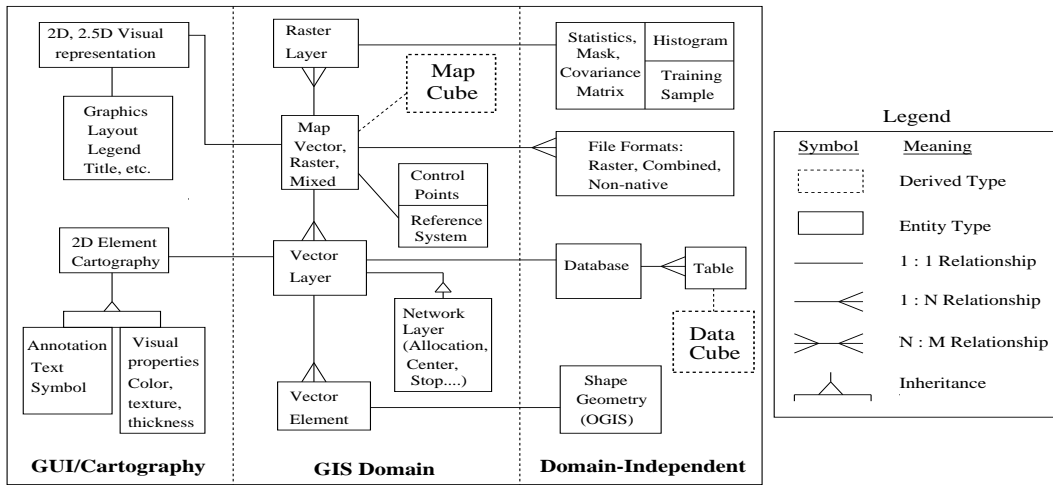 2D, 2.5D Visual
representation
Graphics
Layout
Legend
Title, etc.
2D Element
Cartography
Annotation
Text
Symbol
Visual
properties
Color,
texture,
thickness
GUI/Cartography
Raster
Layer
Map
Cube
Map
Vector,
Raster,
Mixed
Control
Points
Reference
System
Vector
Layer
Network
Layer
(Allocation,
Center,
Stop....)
Vector
Element
GIS Domain
Statistics,
Mask,
Covariance
Matrix
Histogram
Training
Sample
File Formats:
Raster, Combined,
Non-native
Database
Table
Data
Cube
Shape
Geometry
(OGIS)
Domain-Independent
Legend
Symbol Meaning
Derived Type
Entity Type
1 : 1 Relationship
1 : N Relationship
N : M Relationship
Inheritance